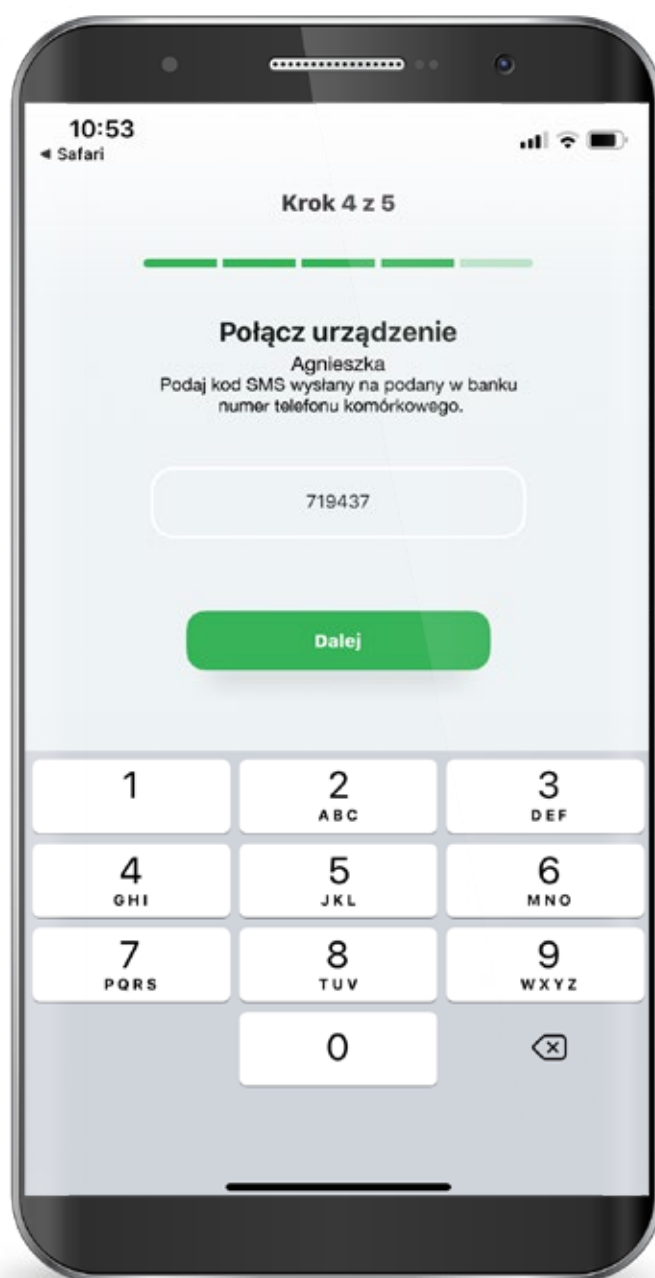 10:53
◀ Safari
Krok 4 z 5
Połącz urządzenie
Agnieszka
Podaj kod SMS wysłany na podany w banku
numer telefonu komórkowego.
719437
Dalej
1 2 3
ABC DEF
4 5 6
GHI JKL MNO
7 8 9
PQRS TUV WXYZ
0